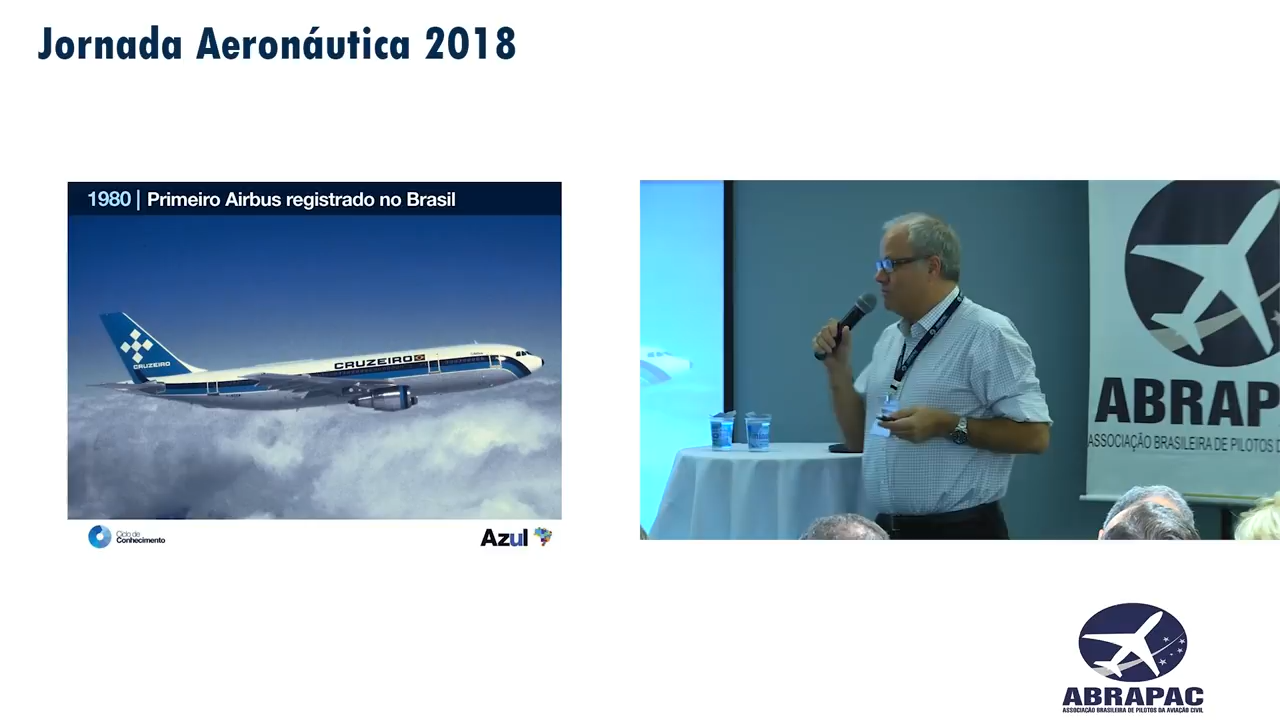 Jornada Aeronáutica 2018
1980 | Primeiro Airbus registrado no Brasil
CRUZEIRO
CRUZEIRO
Ciclo de
Conhecimento
Azul
ABRAP
ASSOCIAÇÃO BRASILEIRA DE PILOTOS D
ABRAPAC
ASSOCIAÇÃO BRASILEIRA DE PILOTOS DA AVIAÇÃO CIVIL